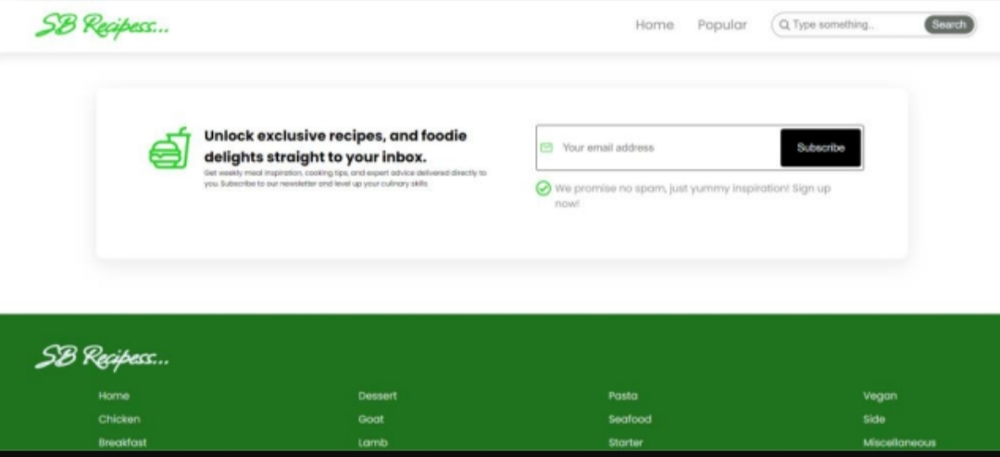 SB Recipess...
Home
Popular
Type something..
Search
Unlock exclusive recipes, and foodie
delights straight to your inbox.
Get weekly meal inspiration, cooking tips, and expert advice delivered directly to
you. Subscribe to our newsletter and level up your culinary skills
Your email address
Subscribe
We promise no spam, just yummy inspiration! Sign up
now!
SB Recipess...
Home
Dessert
Pasta
Vegan
Chicken
Goat
Seafood
Side
Breakfast
Lamb
Starter
Miscellaneous